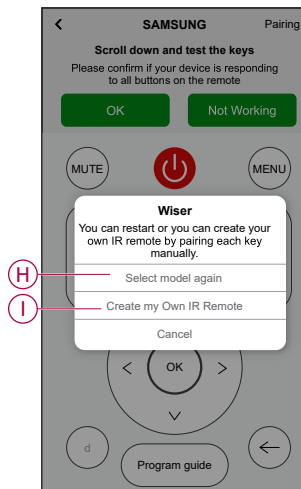 SAMSUNG Pairing
Scroll down and test the keys
Please confirm if your device is responding
to all buttons on the remote
OK Not Working
MUTE MENU
Wiser
You can restart or you can create your
own IR remote by pairing each key
manually.
H Select model again
I Create my Own IR Remote
Cancel
OK
d
Program guide